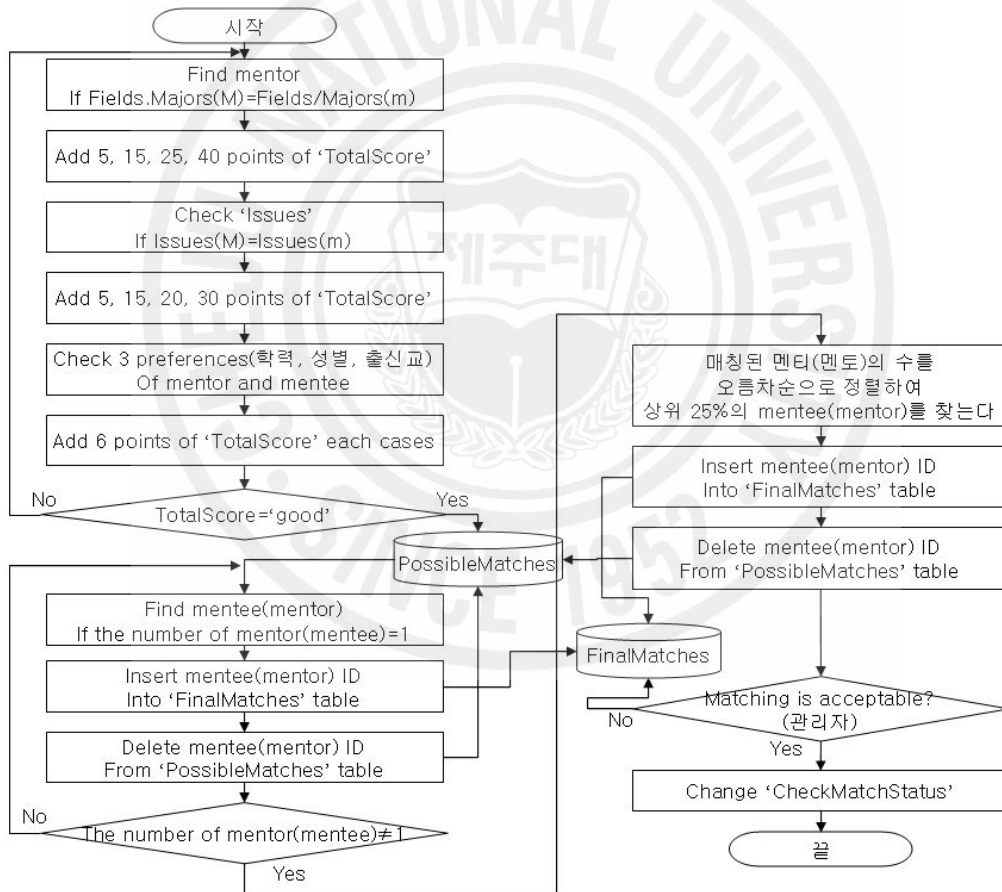 시작
Find mentor
If Fields.Majors(M)=Fields/Majors(m)
Add 5, 15, 25, 40 points of ‘TotalScore’
Check ‘Issues’
If Issues(M)=Issues(m)
Add 5, 15, 20, 30 points of ‘TotalScore’
Check 3 preferences(학력, 성별, 출신교)
Of mentor and mentee
Add 6 points of ‘TotalScore’ each cases
No
Yes
TotalScore=‘good’
PossibleMatches
Find mentee(mentor)
If the number of mentor(mentee)=1
Insert mentee(mentor) ID
Into ‘FinalMatches’ table
Delete mentee(mentor) ID
From ‘PossibleMatches’ table
No
The number of mentor(mentee)≠1
Yes
매칭된 멘티(멘토)의 수를
오름차순으로 정렬하여
상위 25%의 mentee(mentor)를 찾는다
Insert mentee(mentor) ID
Into ‘FinalMatches’ table
Delete mentee(mentor) ID
From ‘PossibleMatches’ table
FinalMatches
Matching is acceptable?
(관리자)
No
Yes
Change ‘CheckMatchStatus’
끝
제주대
NATIONAL UNIVERSITY
SINCE 1952